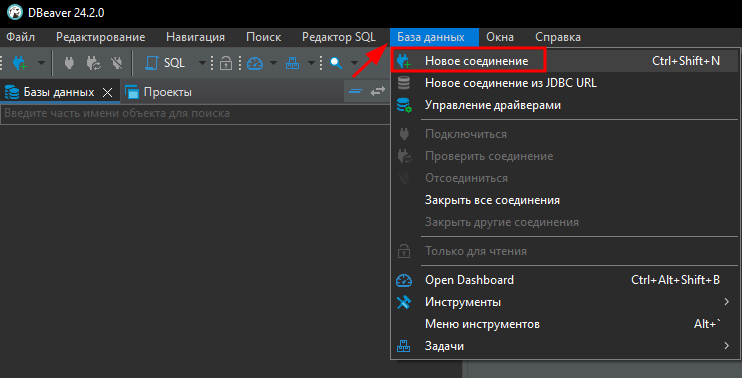 DBeaver 24.2.0
Файл Редактирование Навигация Поиск Редактор SQL База данных Окна Справка
SQL
Базы данных Проекты
Введите часть имени объекта для поиска
Новое соединение Ctrl+Shift+N
Новое соединение из JDBC URL
Управление драйверами
Подключиться
Проверить соединение
Отсоединиться
Закрыть все соединения
Закрыть другие соединения
Только для чтения
Open Dashboard Ctrl+Alt+Shift+B
Инструменты
Меню инструментов Alt+`
Задачи